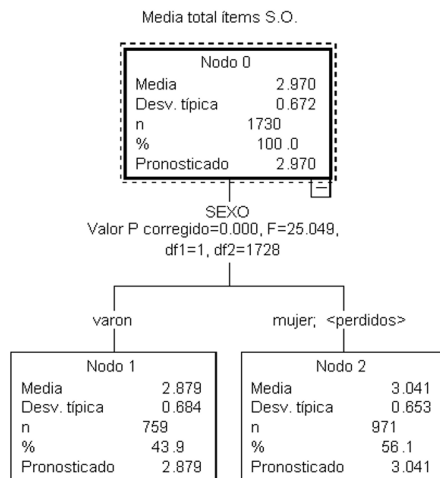 Media total ítems S.O.
Nodo 0
Media 2.970
Desv. típica 0.672
n 1730
% 100 .0
Pronosticado 2.970
SEXO
Valor P corregido=0.000, F=25.049,
df1=1, df2=1728
varon
mujer; <perdidos>
Nodo 1
Media 2.879
Desv. típica 0.684
n 759
% 43 .9
Pronosticado 2.879
Nodo 2
Media 3.041
Desv. típica 0.653
n 971
% 56 .1
Pronosticado 3.041